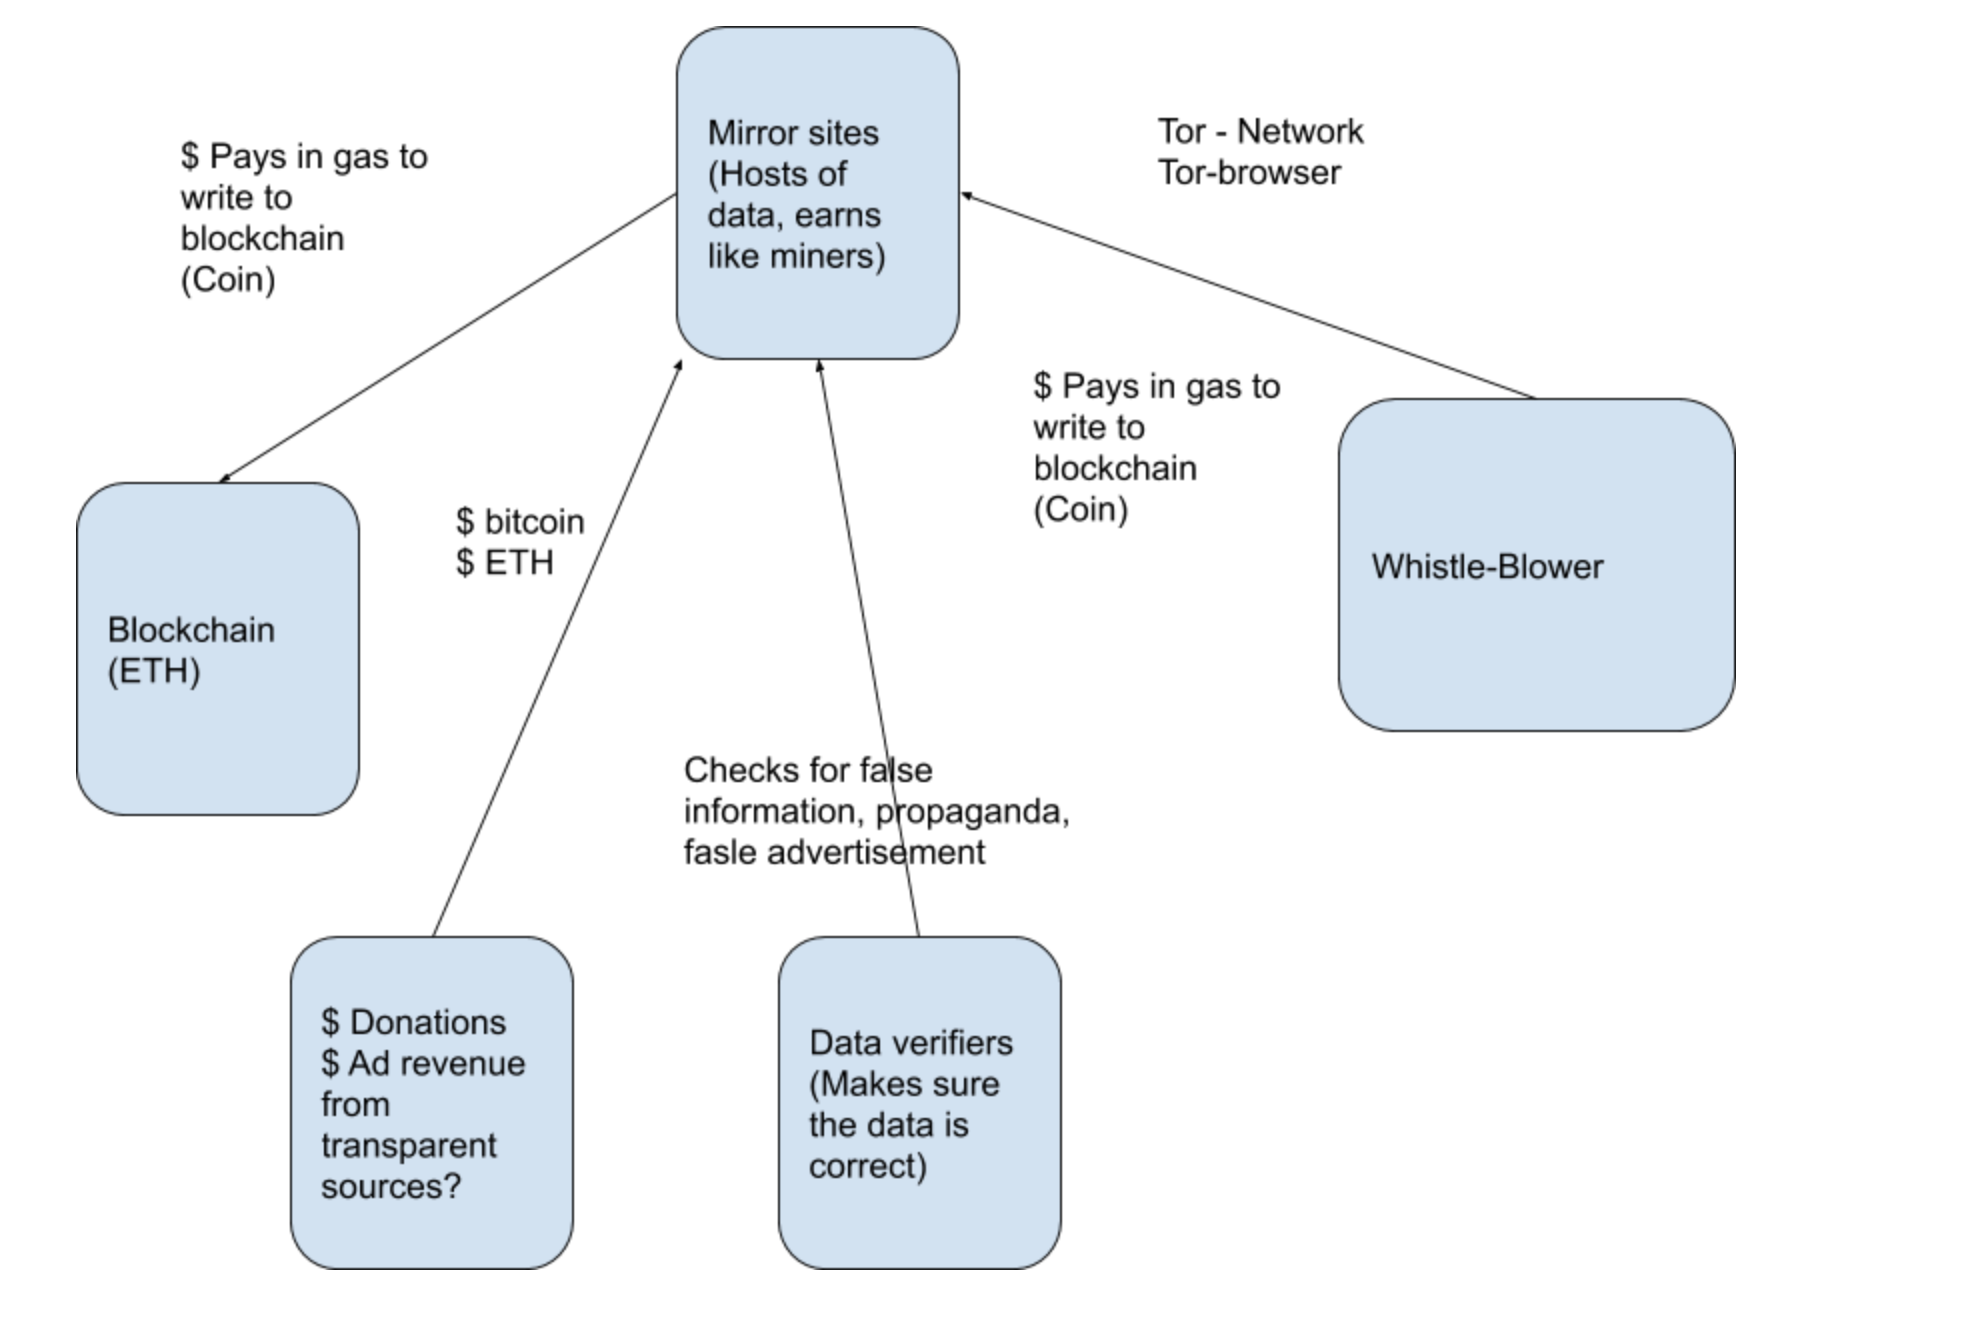 Mirror sites
(Hosts of
data, earns
like miners)
Tor - Network
Tor-browser
$ Pays in gas to
write to
blockchain
(Coin)
$ Pays in gas to
write to
blockchain
(Coin)
Whistle-Blower
$ bitcoin
$ ETH
Blockchain
(ETH)
Checks for false
information, propaganda,
fasle advertisement
$ Donations
$ Ad revenue
from
transparent
sources?
Data verifiers
(Makes sure
the data is
correct)